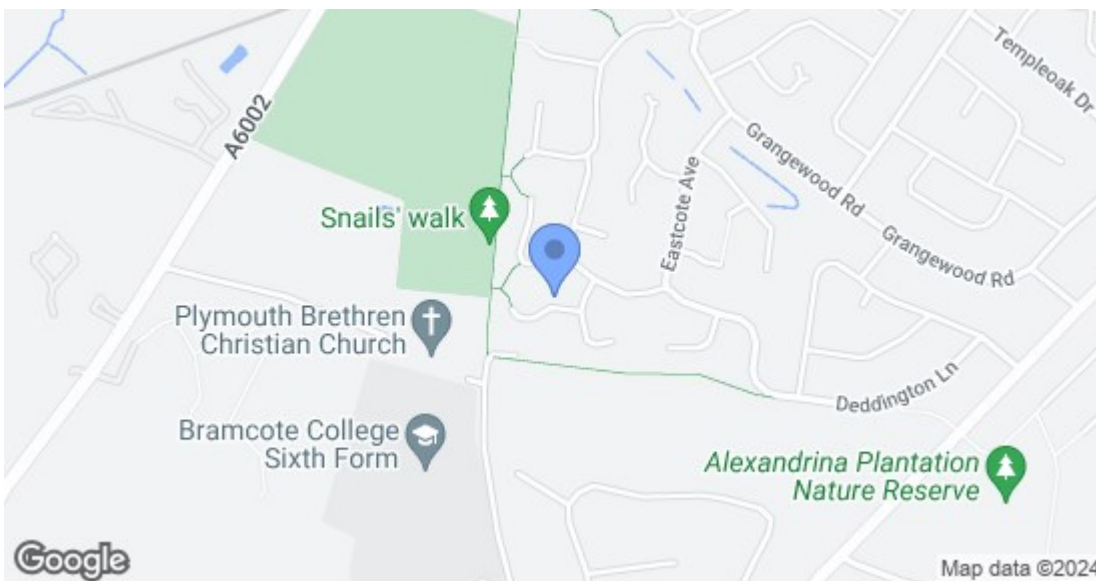 Templeoak Dr
A6002
Grangewood Rd
Snails' walk
Eastcote Ave
Grangewood Rd
Plymouth Brethren
Christian Church
Deddington Ln
Bramcote College
Sixth Form
Alexandrina Plantation
Nature Reserve
Google
Map data ©2024